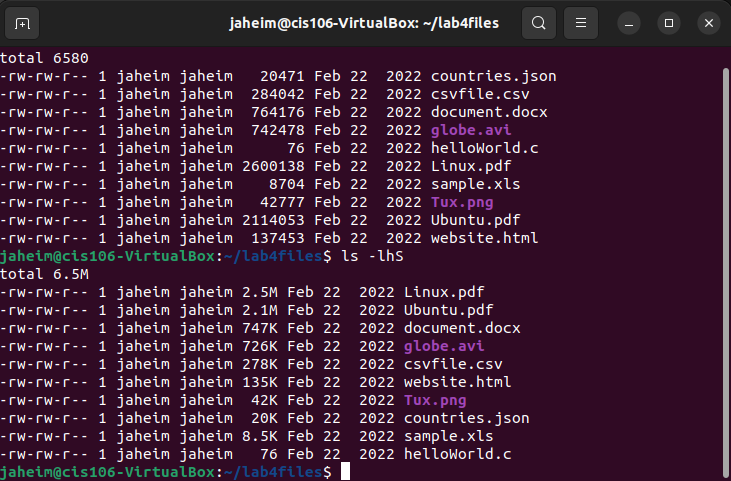 jaheim@cis106-VirtualBox: ~/lab4files
total 6580
-rw-rw-r-- 1 jaheim jaheim   20471 Feb 22  2022 countries.json
-rw-rw-r-- 1 jaheim jaheim  284042 Feb 22  2022 csvfile.csv
-rw-rw-r-- 1 jaheim jaheim  764176 Feb 22  2022 document.docx
-rw-rw-r-- 1 jaheim jaheim  742478 Feb 22  2022 globe.avi
-rw-rw-r-- 1 jaheim jaheim      76 Feb 22  2022 helloWorld.c
-rw-rw-r-- 1 jaheim jaheim 2600138 Feb 22  2022 Linux.pdf
-rw-rw-r-- 1 jaheim jaheim    8704 Feb 22  2022 sample.xls
-rw-rw-r-- 1 jaheim jaheim   42777 Feb 22  2022 Tux.png
-rw-rw-r-- 1 jaheim jaheim 2114053 Feb 22  2022 Ubuntu.pdf
-rw-rw-r-- 1 jaheim jaheim  137453 Feb 22  2022 website.html
jaheim@cis106-VirtualBox:~/lab4files$ ls -lhS
total 6.5M
-rw-rw-r-- 1 jaheim jaheim 2.5M Feb 22  2022 Linux.pdf
-rw-rw-r-- 1 jaheim jaheim 2.1M Feb 22  2022 Ubuntu.pdf
-rw-rw-r-- 1 jaheim jaheim 747K Feb 22  2022 document.docx
-rw-rw-r-- 1 jaheim jaheim 726K Feb 22  2022 globe.avi
-rw-rw-r-- 1 jaheim jaheim 278K Feb 22  2022 csvfile.csv
-rw-rw-r-- 1 jaheim jaheim 135K Feb 22  2022 website.html
-rw-rw-r-- 1 jaheim jaheim  42K Feb 22  2022 Tux.png
-rw-rw-r-- 1 jaheim jaheim  20K Feb 22  2022 countries.json
-rw-rw-r-- 1 jaheim jaheim 8.5K Feb 22  2022 sample.xls
-rw-rw-r-- 1 jaheim jaheim   76 Feb 22  2022 helloWorld.c
jaheim@cis106-VirtualBox:~/lab4files$